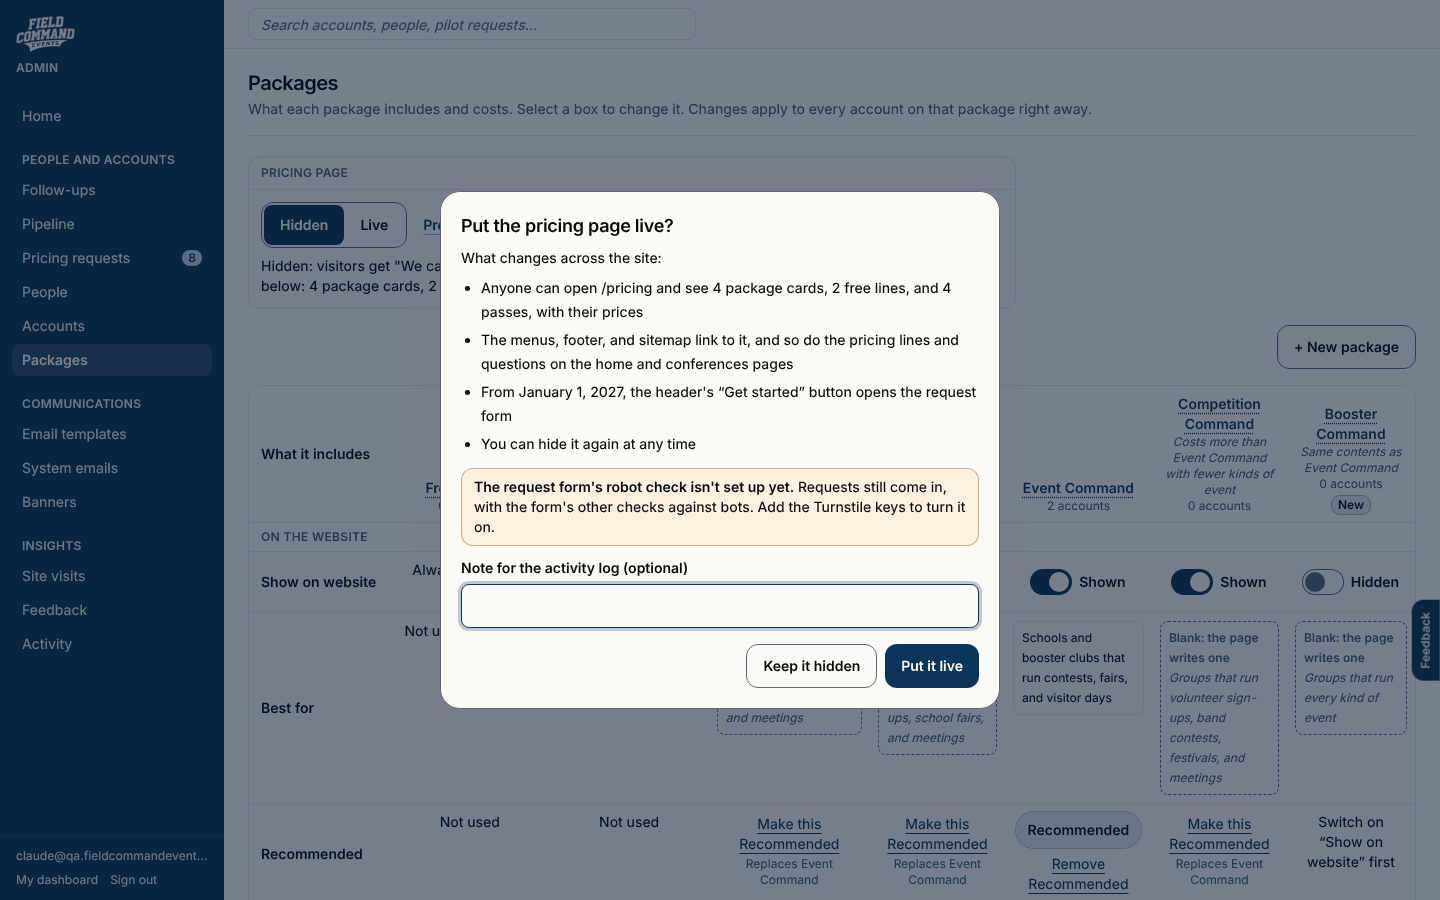 FIELD
COMMAND
EVENTS
ADMIN
Home
PEOPLE AND ACCOUNTS
Follow-ups
Pipeline
Pricing requests 8
People
Accounts
Packages
COMMUNICATIONS
Email templates
System emails
Banners
INSIGHTS
Site visits
Feedback
Activity
claude@qa.fieldcommandevent...
My dashboard Sign out
Search accounts, people, pilot requests...
Packages
What each package includes and costs. Select a box to change it. Changes apply to every account on that package right away.
PRICING PAGE
Hidden Live
Hidden: visitors get "We
below: 4 package cards, 2
+ New package
Put the pricing page live?
What changes across the site:
• Anyone can open /pricing and see 4 package cards, 2 free lines, and 4
passes, with their prices
• The menus, footer, and sitemap link to it, and so do the pricing lines and
questions on the home and conferences pages
• From January 1, 2027, the header's “Get started” button opens the request
form
• You can hide it again at any time
The request form's robot check isn't set up yet. Requests still come in,
with the form's other checks against bots. Add the Turnstile keys to turn it
on.
Note for the activity log (optional)
Keep it hidden Put it live
What it includes
Event Command
2 accounts
Competition
Command
Costs more than
Event Command
with fewer kinds of
event
0 accounts
Booster
Command
Same contents as
Event Command
0 accounts
New
ON THE WEBSITE
Show on website
Shown
Shown
Hidden
Best for
Not
and meetings
ups, school fairs,
and meetings
Schools and
booster clubs that
run contests, fairs,
and visitor days
Blank: the page
writes one
Groups that run
volunteer sign-
ups, band
contests,
festivals, and
meetings
Blank: the page
writes one
Groups that run
every kind of
event
Recommended
Not used
Not used
Make this
Recommended
Replaces Event
Command
Make this
Recommended
Replaces Event
Command
Recommended
Remove
Recommended
Make this
Recommended
Replaces Event
Command
Switch on
“Show on
website” first
Feedback